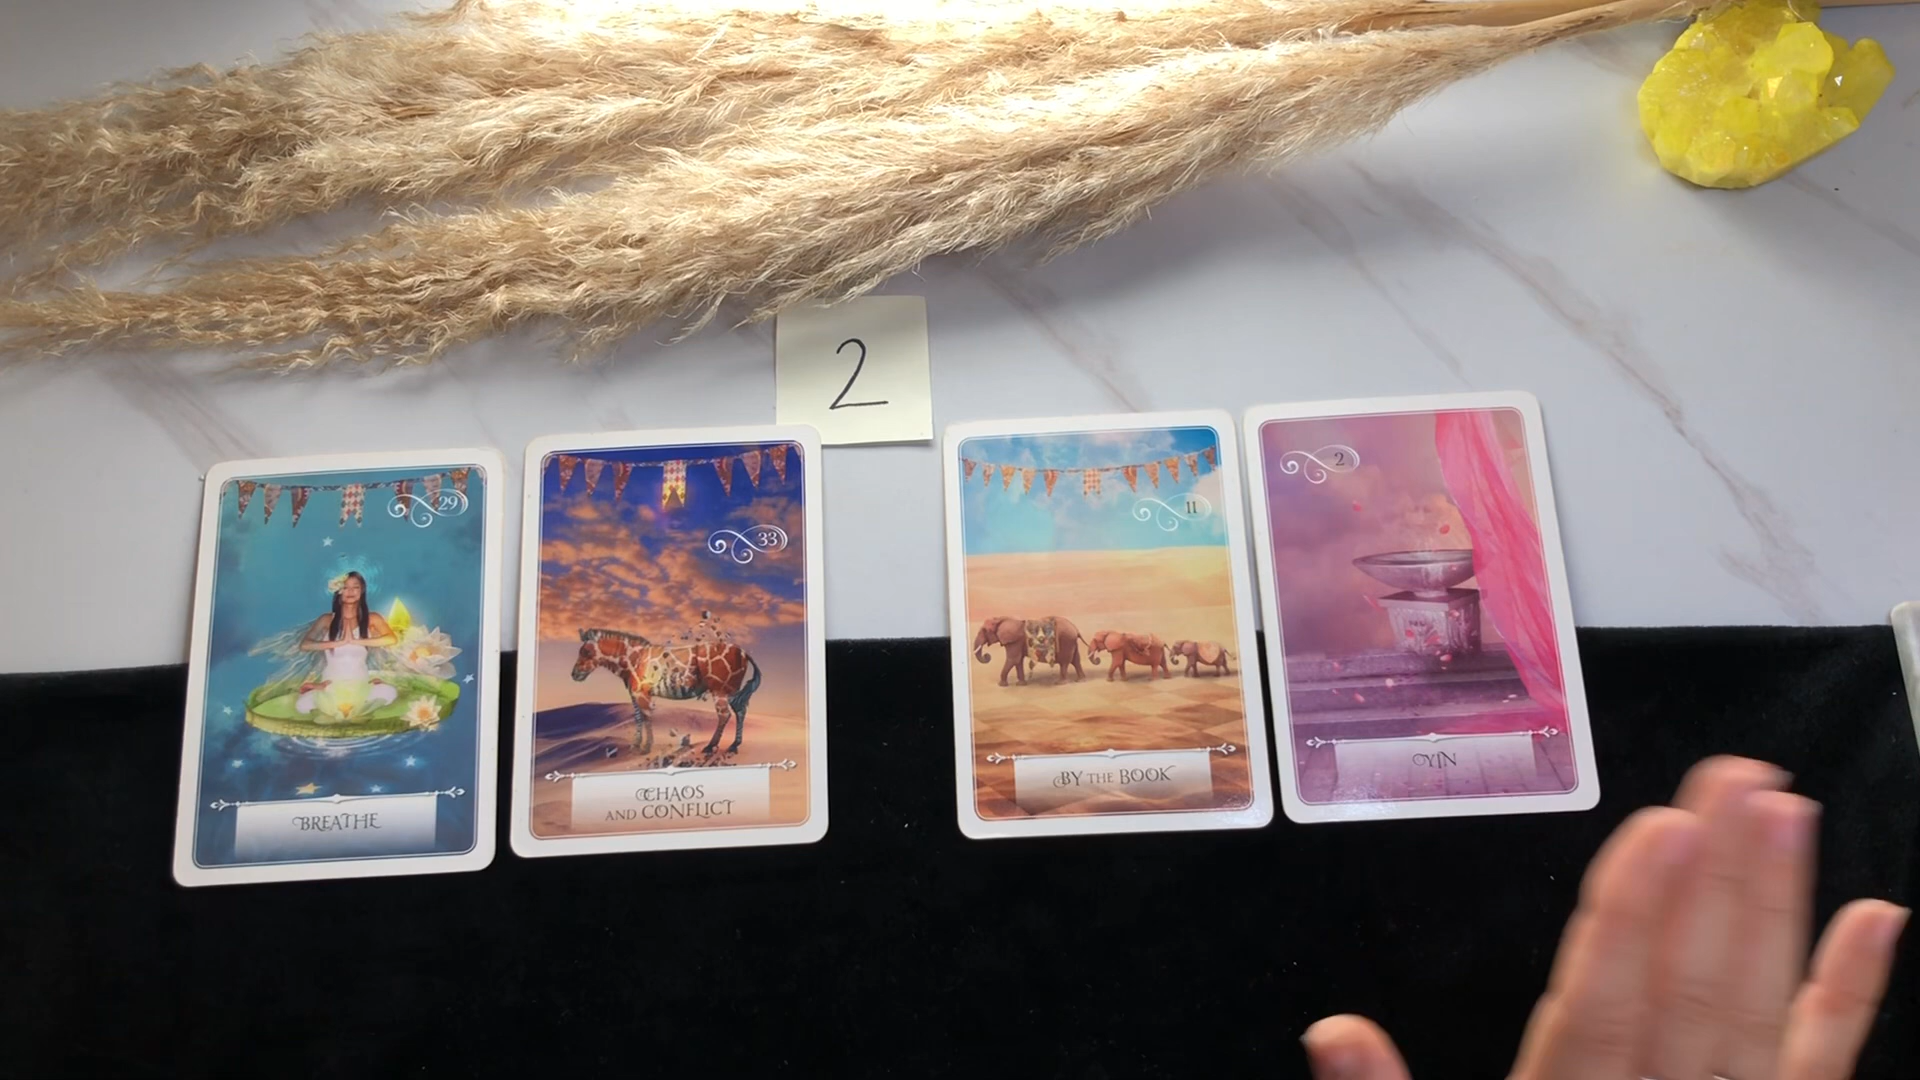 2
29
BREATHE
33
CHAOS
AND CONFLICT
11
BY THE BOOK
2
YIN